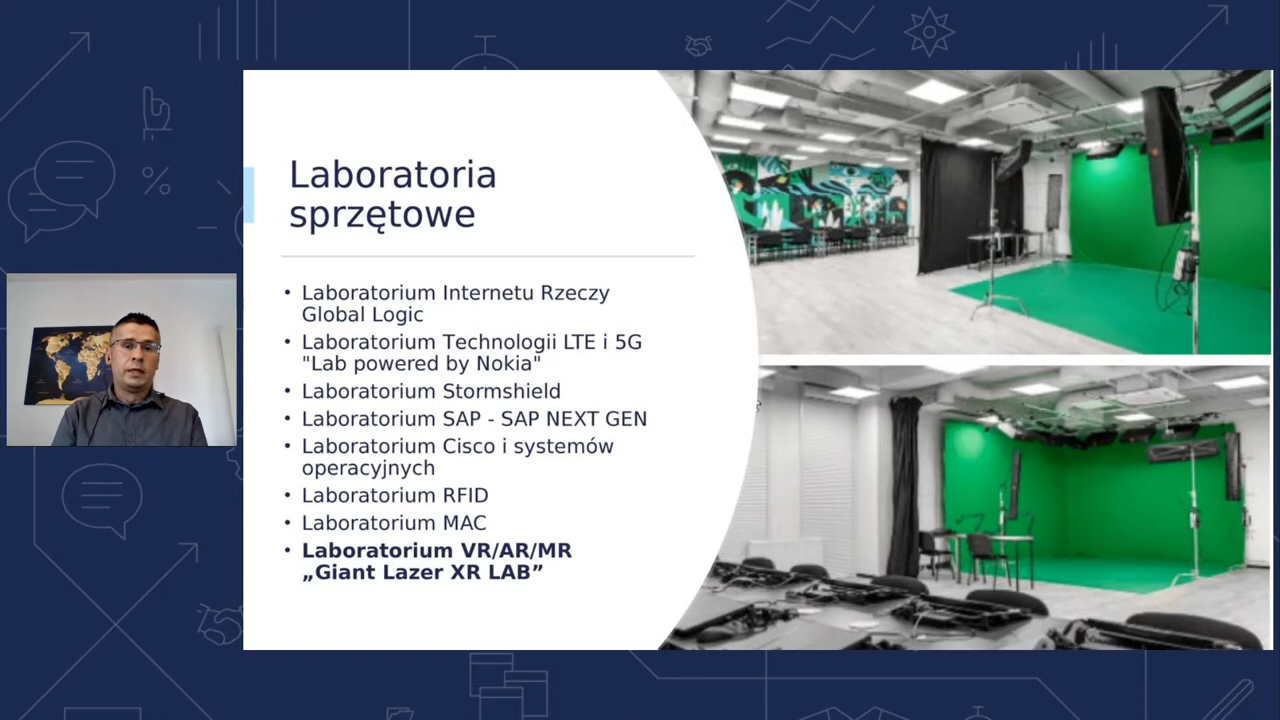 Laboratoria
sprzętowe
• Laboratorium Internetu Rzeczy
Global Logic
• Laboratorium Technologii LTE i 5G
"Lab powered by Nokia"
• Laboratorium Stormshield
• Laboratorium SAP - SAP NEXT GEN
• Laboratorium Cisco i systemów
operacyjnych
• Laboratorium RFID
• Laboratorium MAC
• Laboratorium VR/AR/MR
„Giant Lazer XR LAB”
%